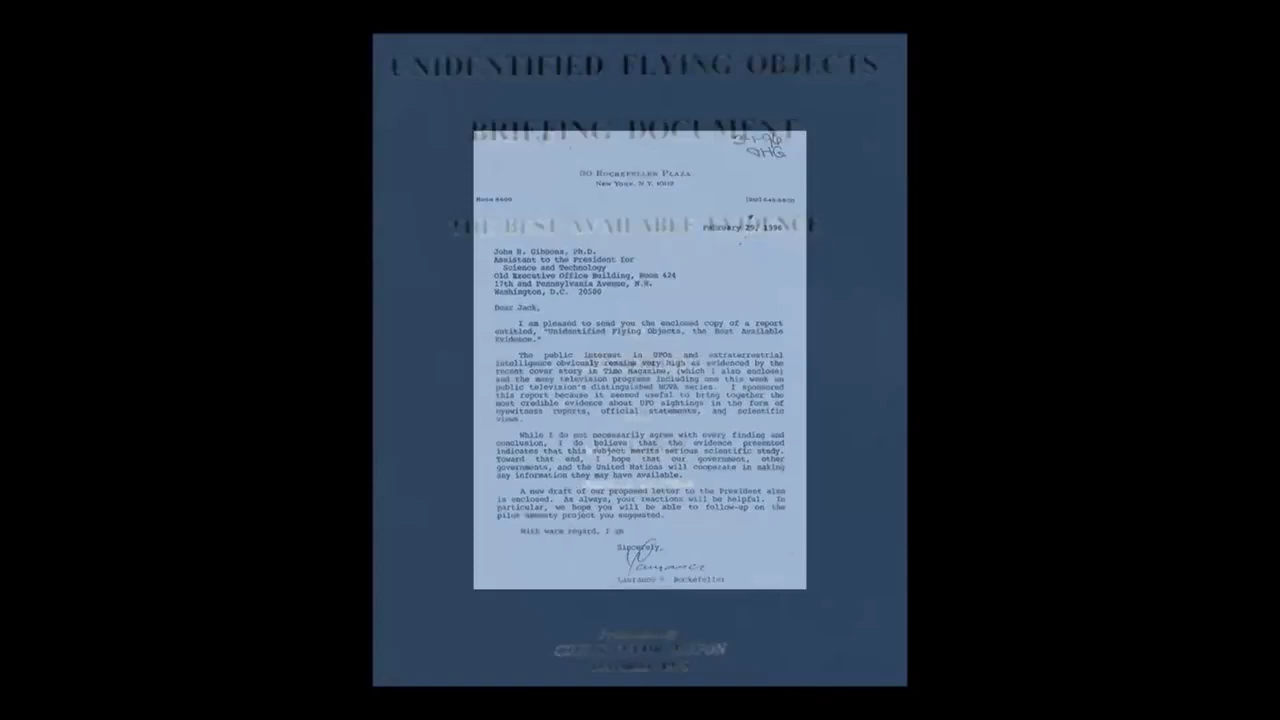 UNIDENTIFIED FLYING OBJECTS
BRIEFING DOCUMENT
3-1-96
JHG
30 ROCKEFELLER PLAZA
New York, N.Y. 10112
Room 5600
THE BEST AVAILABLE EVIDENCE
February 29, 1996
John H. Gibbons, Ph.D.
Assistant to the President for
Science and Technology
Old Executive Office Building, Room 424
17th and Pennsylvania Avenue, N.W.
Washington, D.C. 20500
Dear Jack,
I am pleased to send you the enclosed copy of a report
entitled, "Unidentified Flying Objects, the Best Available
Evidence."
The public interest in UFOs and extraterrestrial
intelligence obviously remains very high as evidenced by the
recent cover story in Time Magazine, (which I also enclose)
and the many television programs including one this week on
public television's distinguished NOVA series. I sponsored
this report because it seemed useful to bring together the
most credible evidence about UFO sightings in the form of
eyewitness reports, official statements, and scientific
views.
While I do not necessarily agree with every finding and
conclusion, I do believe that the evidence presented
indicates that this subject merits serious scientific study.
Toward that end, I hope that our government, other
governments, and the United Nations will cooperate in making
any information they may have available.
A new draft of our proposed letter to the President also
is enclosed. As always, your reactions will be helpful. In
particular, we hope you will be able to follow-up on the
pilot amnesty project you suggested.
With warm regard, I am
Sincerely,
Laurance
Laurance Rockefeller